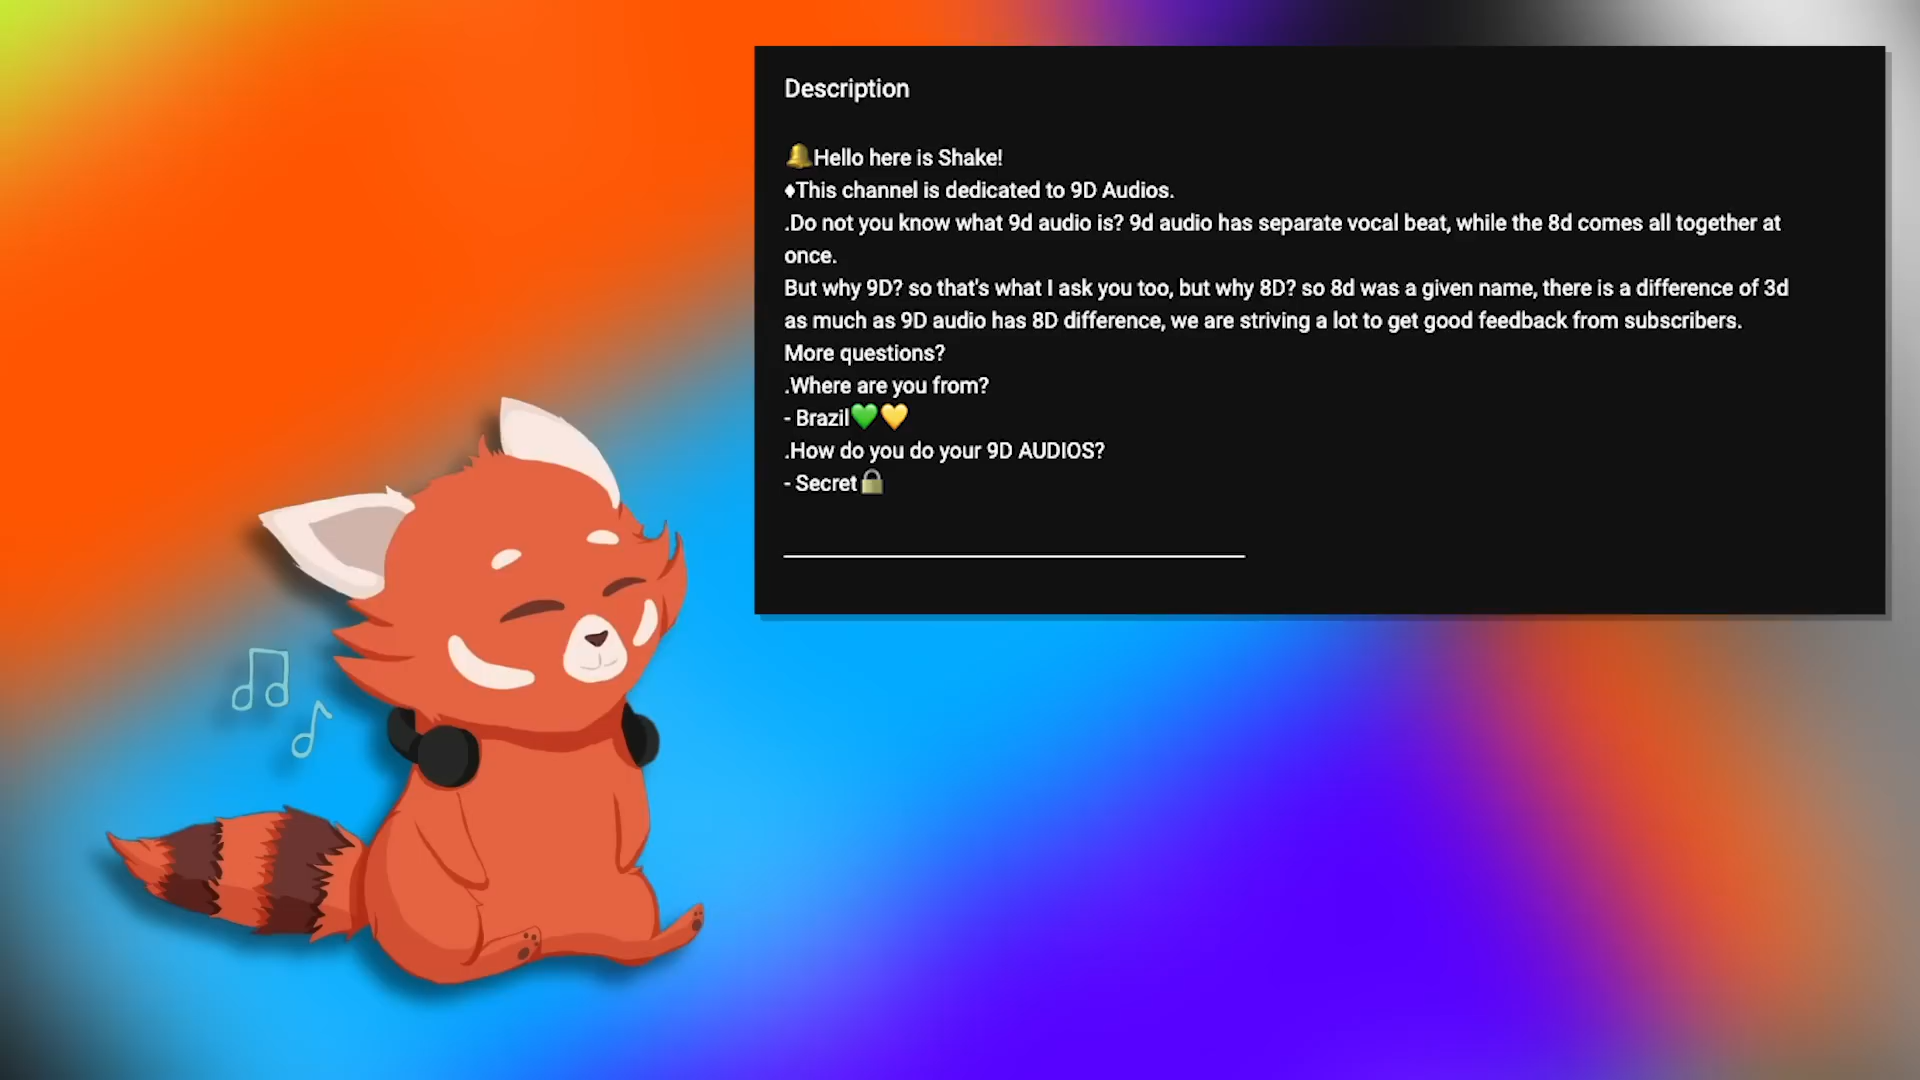 Description
🔔Hello here is Shake!
♦This channel is dedicated to 9D Audios.
.Do not you know what 9d audio is? 9d audio has separate vocal beat, while the 8d comes all together at
once.
But why 9D? so that's what I ask you too, but why 8D? so 8d was a given name, there is a difference of 3d
as much as 9D audio has 8D difference, we are striving a lot to get good feedback from subscribers.
More questions?
.Where are you from?
- Brazil💚💛
.How do you do your 9D AUDIOS?
- Secret🔒